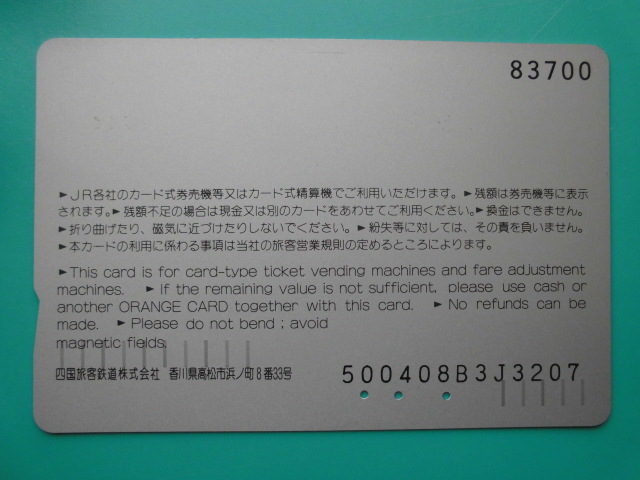 83700
►JR各社のカード式券売機等又はカード式精算機でご利用いただけます。►残額は券売機等に表示
されます。►残額不足の場合は現金又は別のカードをあわせてご利用ください。►換金はできません。
►折り曲げたり、磁気に近づけたりしないでください。►紛失等に対しては、その責を負いません。
►本カードの利用に係わる事項は当社の旅客営業規則の定めるところによります。
►This card is for card-type ticket vending machines and fare adjustment
machines. ►If the remaining value is not sufficient, please use cash or
another ORANGE CARD together with this card. ►No refunds can be
made. ►Please do not bend ; avoid
magnetic fields.
四国旅客鉄道株式会社 香川県高松市浜ノ町8番33号
500408B3J3207